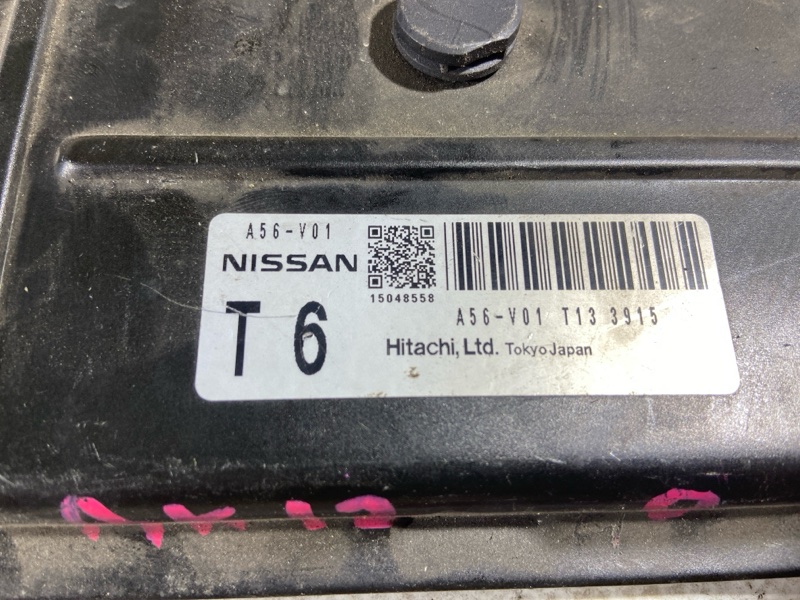 A56-V01
NISSAN
15048558
T 6
A56-V01 T13 3915
Hitachi, Ltd. Tokyo Japan